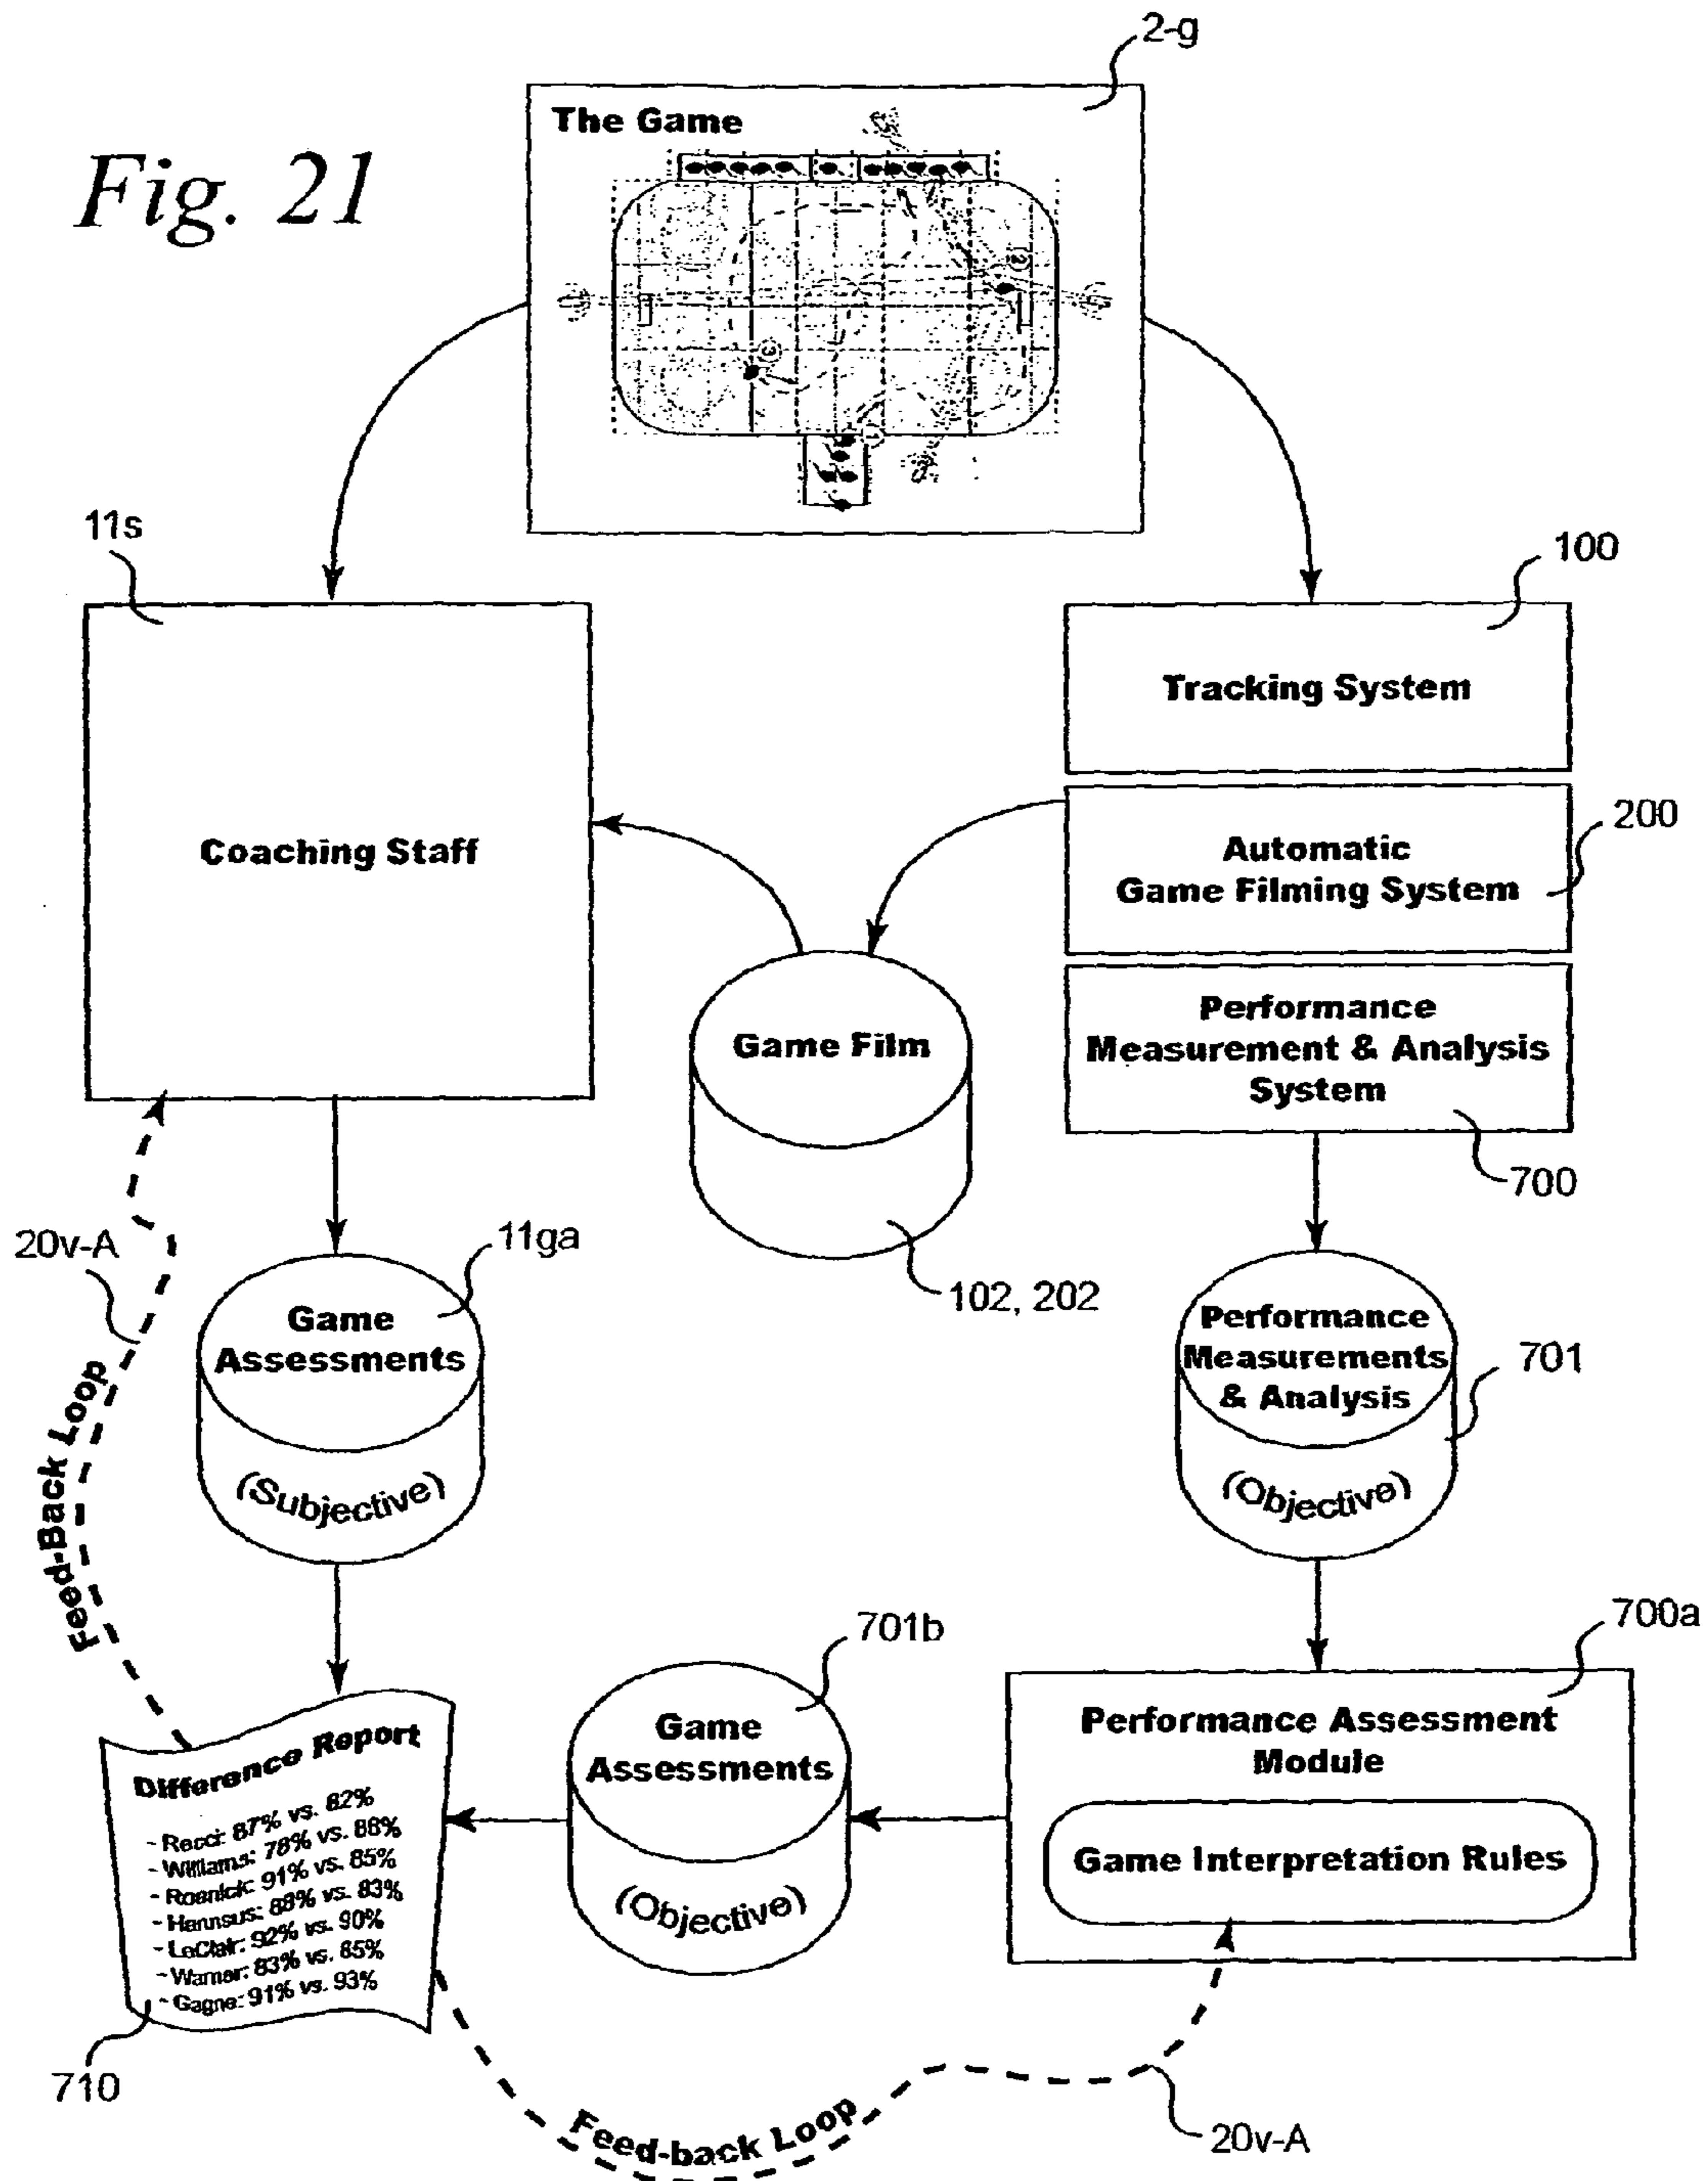 Fig. 21
2-g
The Game
11s
100
Coaching Staff
Tracking System
200
Automatic
Game Filming System
Game Film
Performance
Measurement & Analysis
System
700
102, 202
20v-A
11ga
Game
Assessments
(Subjective)
Performance
Measurements
& Analysis
(Objective)
701
Feed-Back Loop
701b
700a
Game
Assessments
(Objective)
Performance Assessment
Module
Game Interpretation Rules
Difference Report
- Recci: 87% vs. 82%
- Williams: 78% vs. 88%
- Roenick: 91% vs. 85%
- Hannsus: 88% vs. 83%
- LeClair: 92% vs. 90%
- Warner: 83% vs. 85%
- Gagne: 91% vs. 93%
710
Feed-back Loop
20v-A